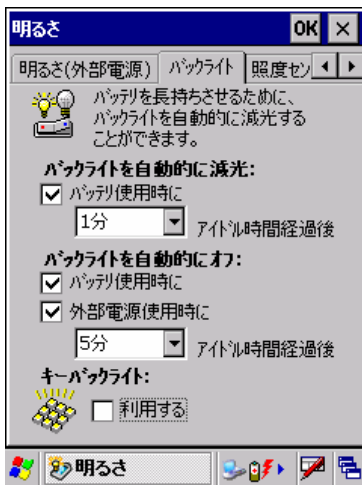 明るさ OK ×
明るさ(外部電源) バックライト 照度セン
バッテリを長持ちさせるために、
バックライトを自動的に減光する
ことができます。
バックライトを自動的に減光:
バッテリ使用時に
1分 アイドル時間経過後
バックライトを自動的にオフ:
バッテリ使用時に
外部電源使用時に
5分 アイドル時間経過後
キーバックライト:
利用する
明るさ